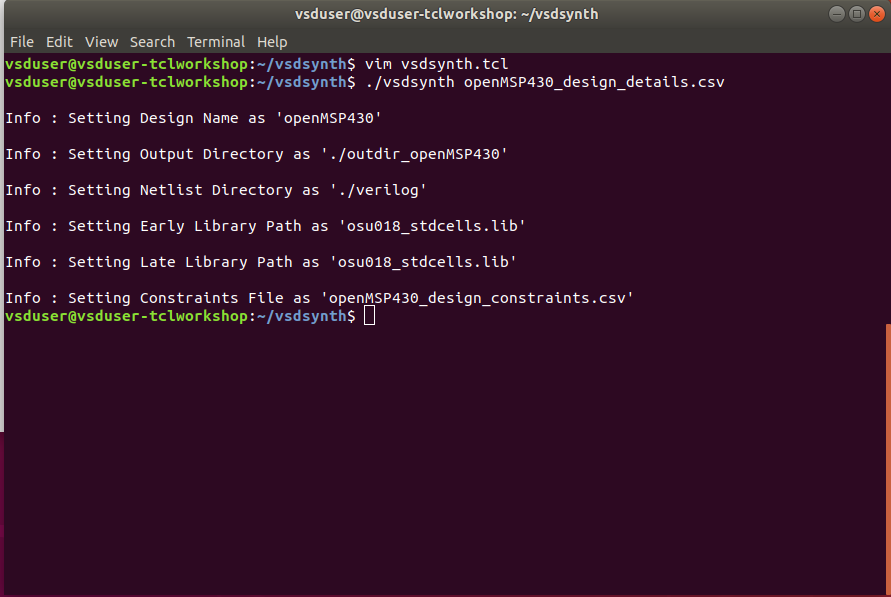 vsduser@vsduser-tclworkshop: ~/vsdsynth
File Edit View Search Terminal Help
vsduser@vsduser-tclworkshop:~/vsdsynth$ vim vsdsynth.tcl
vsduser@vsduser-tclworkshop:~/vsdsynth$ ./vsdsynth openMSP430_design_details.csv
Info : Setting Design Name as 'openMSP430'
Info : Setting Output Directory as './outdir_openMSP430'
Info : Setting Netlist Directory as './verilog'
Info : Setting Early Library Path as 'osu018_stdcells.lib'
Info : Setting Late Library Path as 'osu018_stdcells.lib'
Info : Setting Constraints File as 'openMSP430_design_constraints.csv'
vsduser@vsduser-tclworkshop:~/vsdsynth$